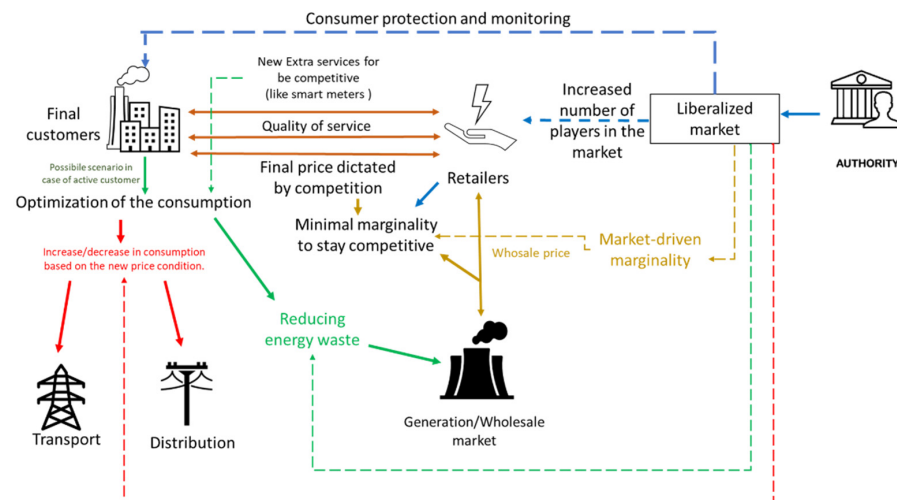 Consumer protection and monitoring
New Extra services for
be competitive
(like smart meters )
Final
customers
Quality of service
Increased
number of
players in the
market
Liberalized
market
AUTHORITY
Possibile scenario in
case of active customer
Final price dictated
by competition
Retailers
Optimization of the consumption
Minimal marginality
to stay competitive
Whosale price
Market-driven
marginality
Increase/decrease in consumption
based on the new price condition.
Reducing
energy waste
Transport
Distribution
Generation/Wholesale
market